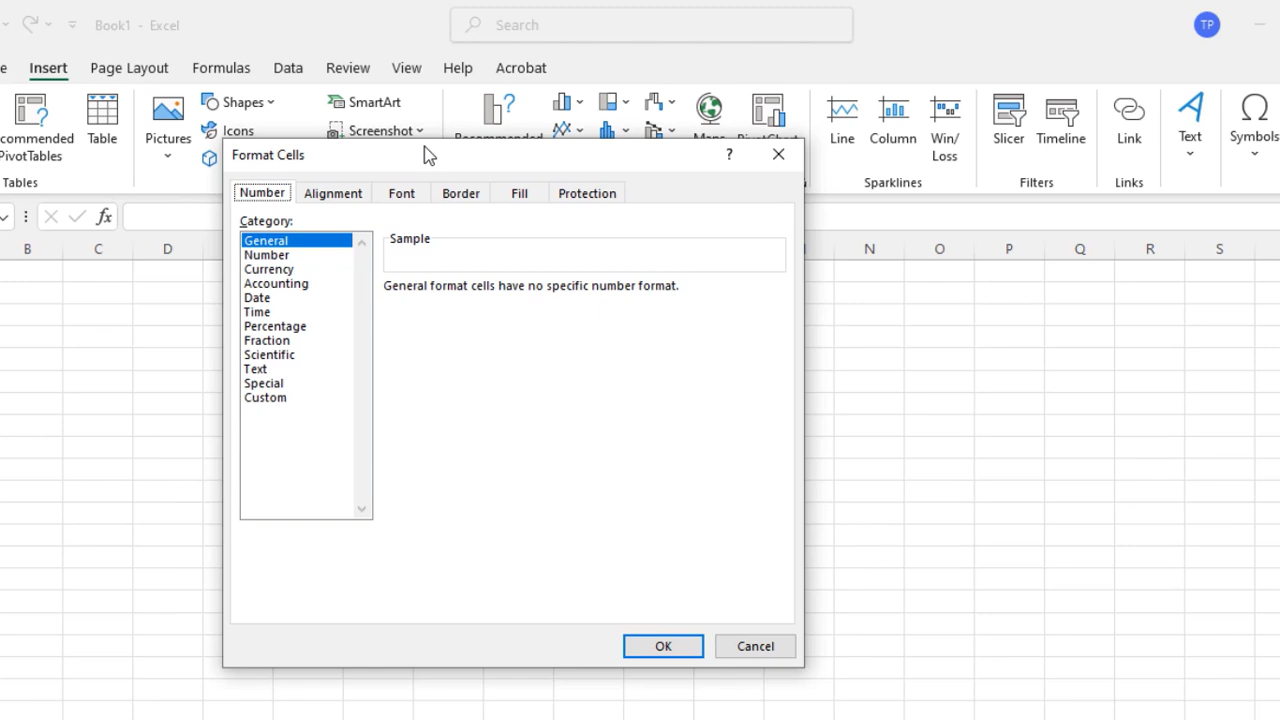 Book1 - Excel
Search
TP
e
Insert
Page Layout
Formulas
Data
Review
View
Help
Acrobat
commended
PivotTables
Table
Tables
Pictures
Shapes
Icons
SmartArt
Screenshot
Line
Column
Win/
Loss
Sparklines
Slicer
Timeline
Filters
Link
Links
Text
Symbols
Format Cells
?
fx
B C D N O P Q R S
Number
Alignment
Font
Border
Fill
Protection
Category:
General
Number
Currency
Accounting
Date
Time
Percentage
Fraction
Scientific
Text
Special
Custom
Sample
General format cells have no specific number format.
OK
Cancel